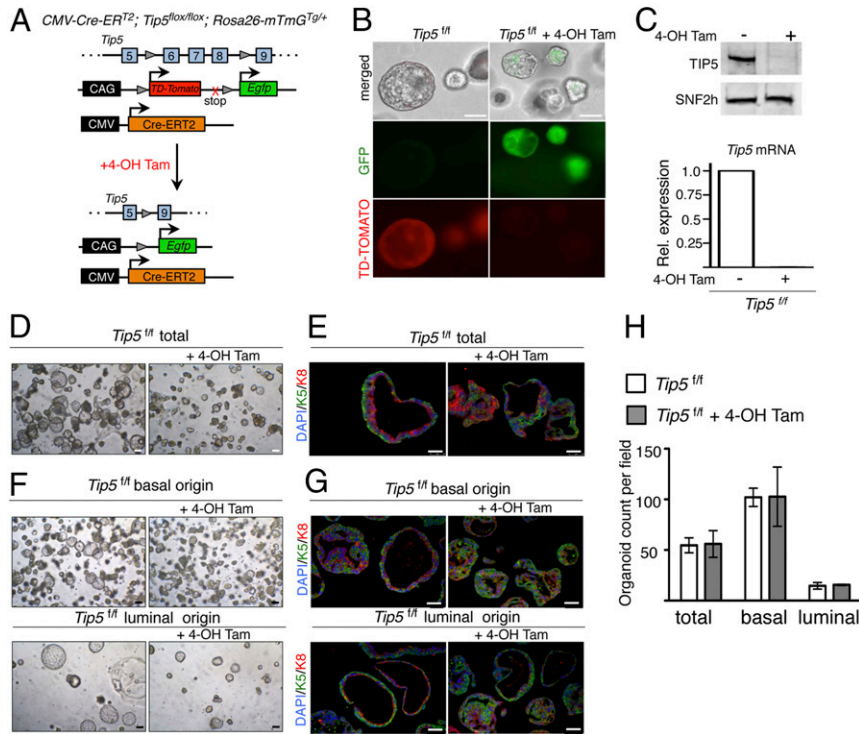 A
CMV-Cre-ER^T2; Tip5^flox/flox; Rosa26-mTmG^Tg/+
Tip5
5 6 7 8 9
CAG TD-Tomato Egfp
stop
CMV Cre-ERT2
+4-OH Tam
Tip5
5 9
CAG Egfp
CMV Cre-ERT2
B
Tip5 f/f Tip5 f/f + 4-OH Tam
merged
GFP
TD-TOMATO
C
4-OH Tam - +
TIP5
SNF2h
Tip5 mRNA
Rel. expression
1.0
0.75
0.5
0.25
4-OH Tam - +
Tip5 f/f
D
Tip5 f/f total
+ 4-OH Tam
E
Tip5 f/f total
+ 4-OH Tam
DAPI/K5/K8
F
Tip5 f/f basal origin
+ 4-OH Tam
Tip5 f/f luminal origin
+ 4-OH Tam
G
Tip5 f/f basal origin
+ 4-OH Tam
DAPI/K5/K8
Tip5 f/f luminal origin
+ 4-OH Tam
DAPI/K5/K8
H
Tip5 f/f
Tip5 f/f + 4-OH Tam
Organoid count per field
150
100
50
0
total basal luminal